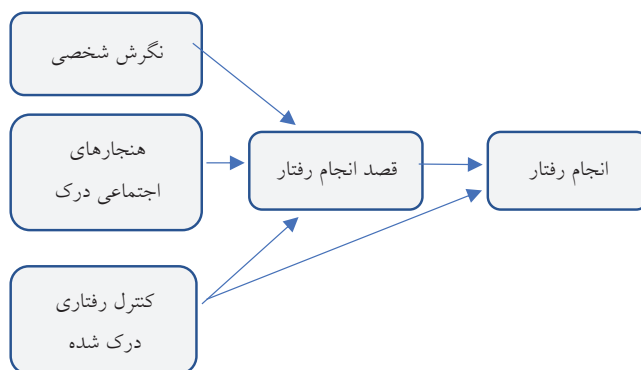 نگرش شخصی
هنجارهای
اجتماعی درک
قصد انجام رفتار
انجام رفتار
کنترل رفتاری
درک شده